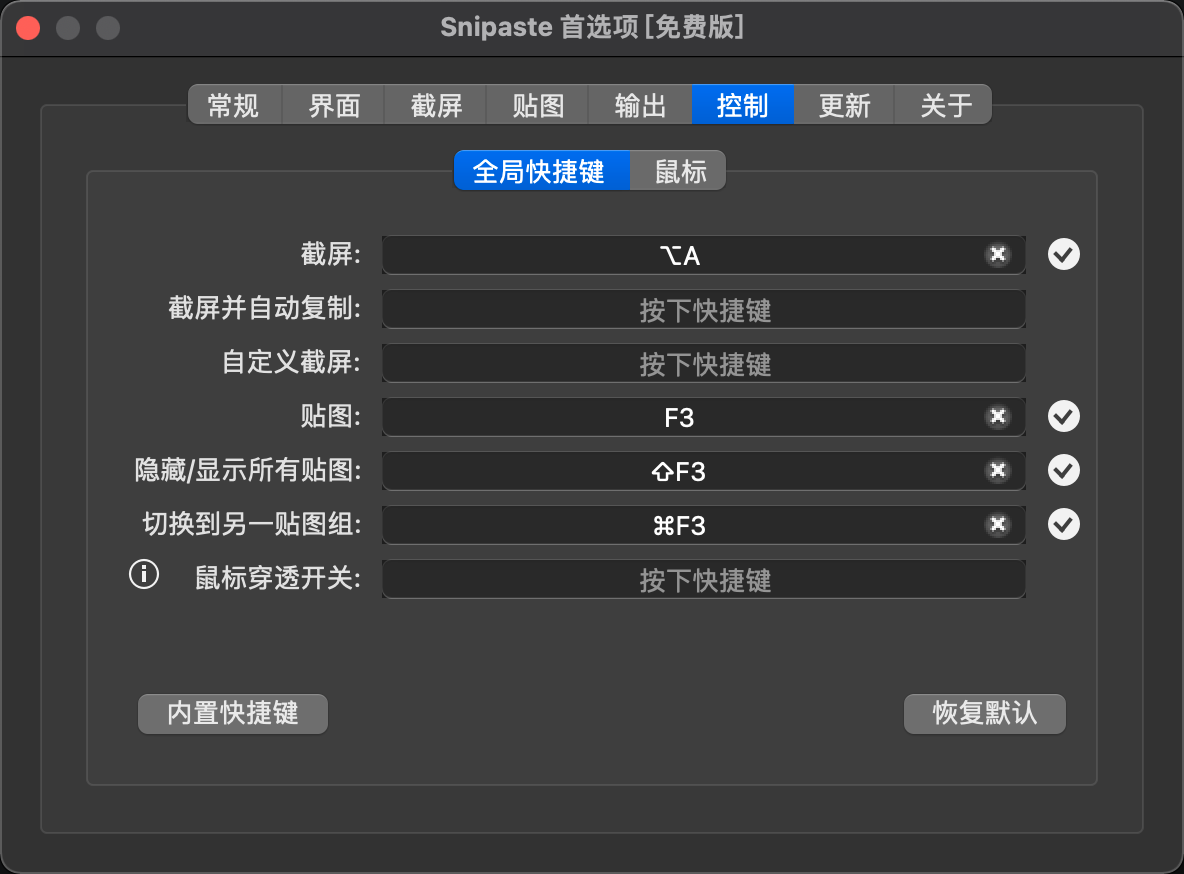 Snipaste 首选项 [免费版]
常规 界面 截屏 贴图 输出 控制 更新 关于
全局快捷键 鼠标
截屏: ⌥A
截屏并自动复制: 按下快捷键
自定义截屏: 按下快捷键
贴图: F3
隐藏/显示所有贴图: ⇧F3
切换到另一贴图组: ⌘F3
鼠标穿透开关: 按下快捷键
内置快捷键 恢复默认